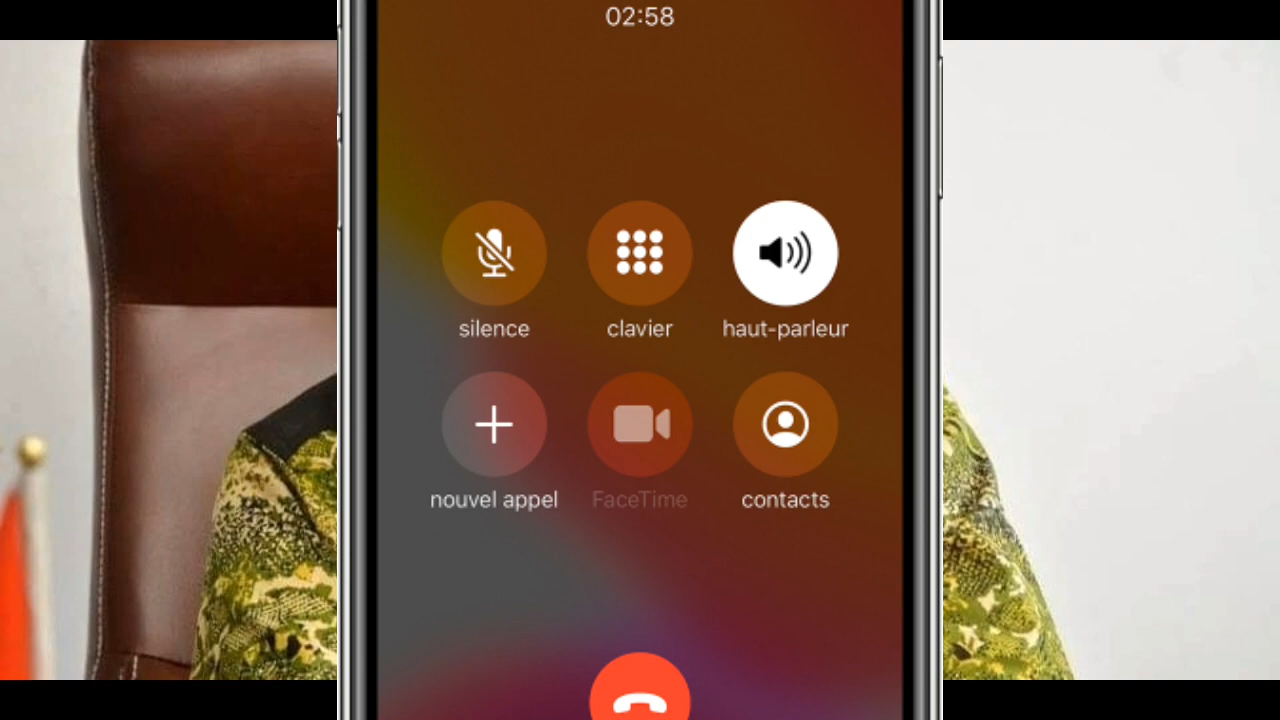 02:58
silence
clavier
haut-parleur
nouvel appel
FaceTime
contacts